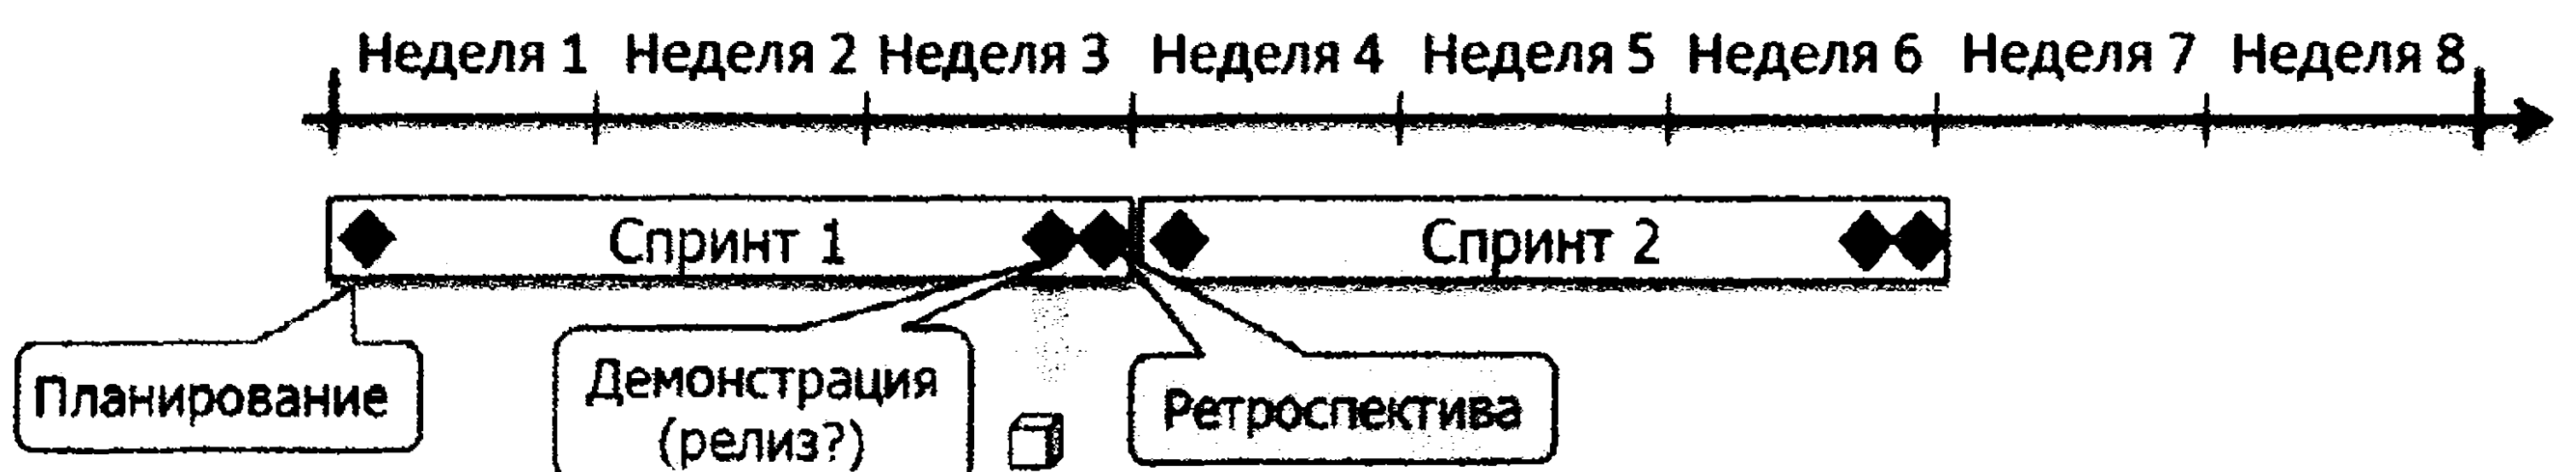 Неделя 1 Неделя 2 Неделя 3 Неделя 4 Неделя 5 Неделя 6 Неделя 7 Неделя 8
Спринт 1 Спринт 2
Планирование
Демонстрация
(релиз?)
Ретроспектива